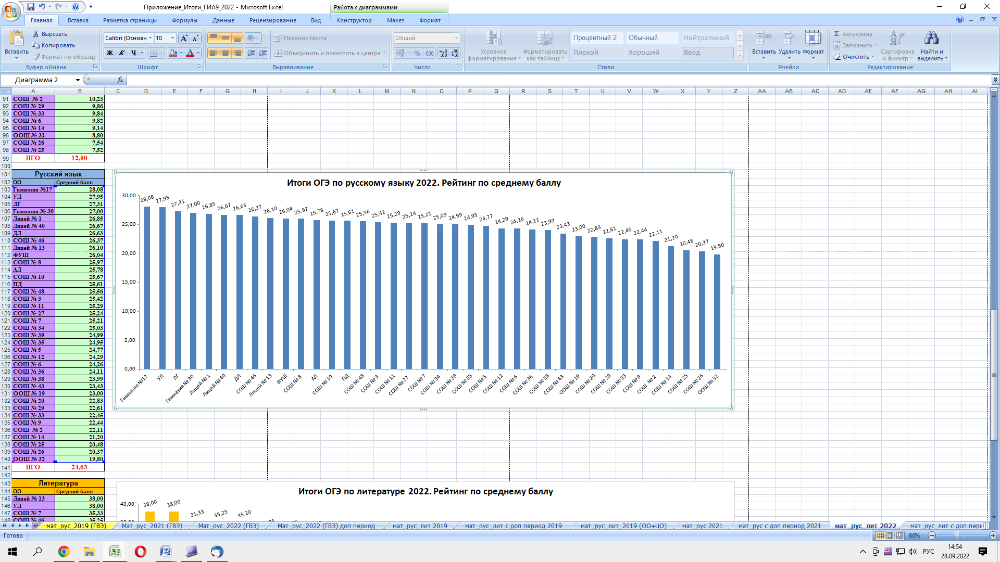 Приложение_Итоги_ГИА9_2022 - Microsoft Excel
Работа с диаграммами
Главная Вставка Разметка страницы Формулы Данные Рецензирование Вид Конструктор Макет Формат
Вставить
Вырезать
Копировать
Формат по образцу
Буфер обмена
Calibri (Основн 10
Ж К Ч
Шрифт
Перенос текста
Объединить и поместить в центре
Выравнивание
Общий
Число
Условное форматирование
Форматировать как таблицу
Процентный 2 Обычный Нейтральный
Плохой Хороший Ввод
Стили
Вставить Удалить Формат
Ячейки
Автосумма
Заполнить
Очистить
Сортировка и фильтр
Найти и выделить
Редактирование
Диаграмма 2
A B C D E F G H I J K L M N O P Q R S T U V W X Y Z AA AB AC AD AE AF AG AH AI
91 СОШ № 2 10,23
92 СОШ № 29 9,86
93 СОШ № 33 9,84
94 СОШ № 6 9,82
95 СОШ № 14 9,14
96 ООШ № 32 8,80
97 СОШ № 26 7,54
98 СОШ № 25 7,52
99 ПГО 12,90
100
101 Русский язык
102 ОО Средний балл
103 Гимназия №17 28,08
104 УЛ 27,95
105 ЛГ 27,31
106 Гимназия № 30 27,00
107 Лицей № 1 26,85
108 Лицей № 40 26,67
109 ДЛ 26,63
110 СОШ № 46 26,37
111 Лицей № 13 26,10
112 ФУШ 26,04
113 СОШ № 8 25,97
114 АЛ 25,78
115 СОШ № 10 25,67
116 ПД 25,61
117 СОШ № 48 25,56
118 СОШ № 3 25,42
119 СОШ № 11 25,29
120 СОШ № 27 25,24
121 СОШ № 7 25,21
122 СОШ № 34 25,03
123 СОШ № 39 24,99
124 СОШ № 35 24,95
125 СОШ № 5 24,77
126 СОШ № 12 24,29
127 СОШ № 6 24,26
128 СОШ № 36 24,11
129 СОШ № 38 23,99
130 СОШ № 43 23,43
131 ООШ № 19 23,00
132 СОШ № 20 22,83
133 СОШ № 29 22,61
134 СОШ № 33 22,45
135 СОШ № 9 22,44
136 СОШ № 2 22,11
137 СОШ № 14 21,20
138 СОШ № 25 20,48
139 СОШ № 26 20,37
140 ООШ № 32 19,80
141 ПГО 24,63
142
143 Литература
144 ОО Средний балл
145 Лицей № 13 38,00
146 УЛ 38,00
147 СОШ № 7 35,33
148 СОШ № 46 35,25
Итоги ОГЭ по русскому языку 2022. Рейтинг по среднему баллу
30,00
25,00
20,00
15,00
10,00
5,00
0,00
28,08 27,95 27,31 27,00 26,85 26,67 26,63 26,37 26,10 26,04 25,97 25,78 25,67 25,61 25,56 25,42 25,29 25,24 25,21 25,03 24,99 24,95 24,77 24,29 24,26 24,11 23,99 23,43 23,00 22,83 22,61 22,45 22,44 22,11 21,20 20,48 20,37 19,80
Гимназия №17 УЛ ЛГ Гимназия № 30 Лицей № 1 Лицей № 40 ДЛ СОШ № 46 Лицей № 13 ФУШ СОШ № 8 АЛ СОШ № 10 ПД СОШ № 48 СОШ № 3 СОШ № 11 СОШ № 27 СОШ № 7 СОШ № 34 СОШ № 39 СОШ № 35 СОШ № 5 СОШ № 12 СОШ № 6 СОШ № 36 СОШ № 38 СОШ № 43 ООШ № 19 СОШ № 20 СОШ № 29 СОШ № 33 СОШ № 9 СОШ № 2 СОШ № 14 СОШ № 25 СОШ № 26 ООШ № 32
Итоги ОГЭ по литературе 2022. Рейтинг по среднему баллу
40,00
38,00 38,00 35,33 35,25 35,20
мат_рус_2019 (ГВЭ) Мат_рус_2021 (ГВЭ) Мат_рус_2022 (ГВЭ) Мат_рус_2022 (ГВЭ) доп период мат_рус_лит 2019 мат_рус_лит с доп период 2019 мат_рус_лит_2019 (ОО+ЦО) мат_рус 2021 мат_рус с доп период 2021 мат_рус_лит 2022 мат_рус_лит с доп пери
Готово
80%
РУС
14:54
28.09.2022